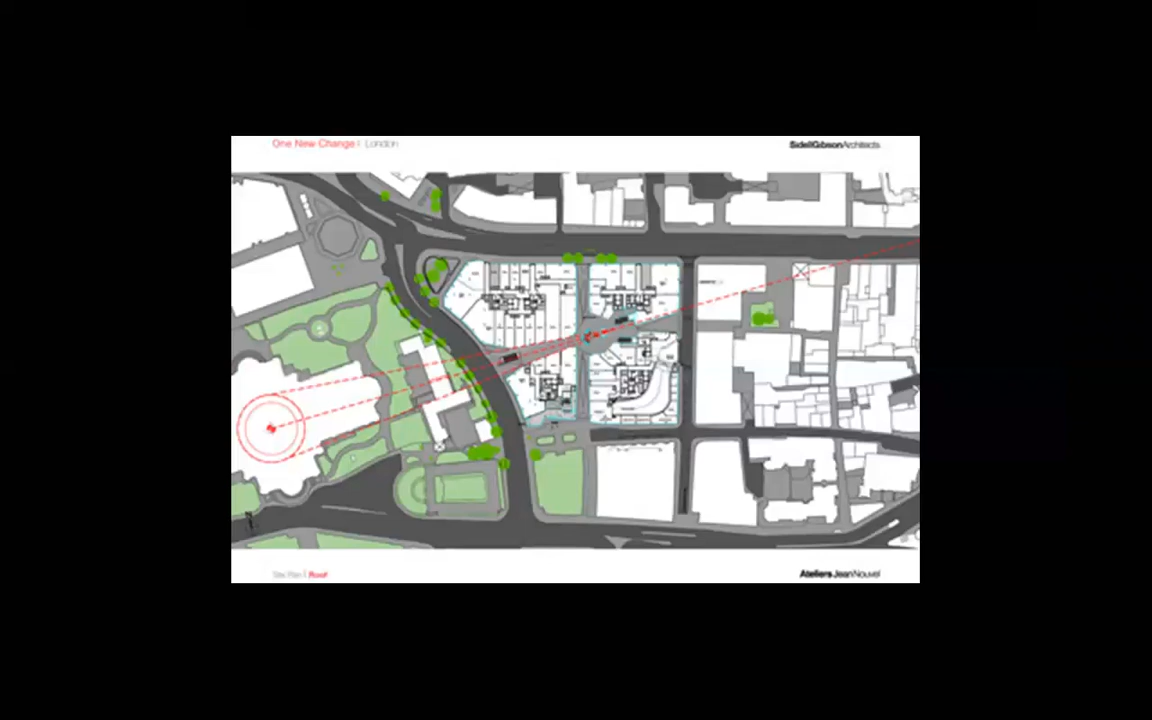 One New Change | London
SidellGibsonArchitects
Site Plan | Roof
AteliersJeanNouvel